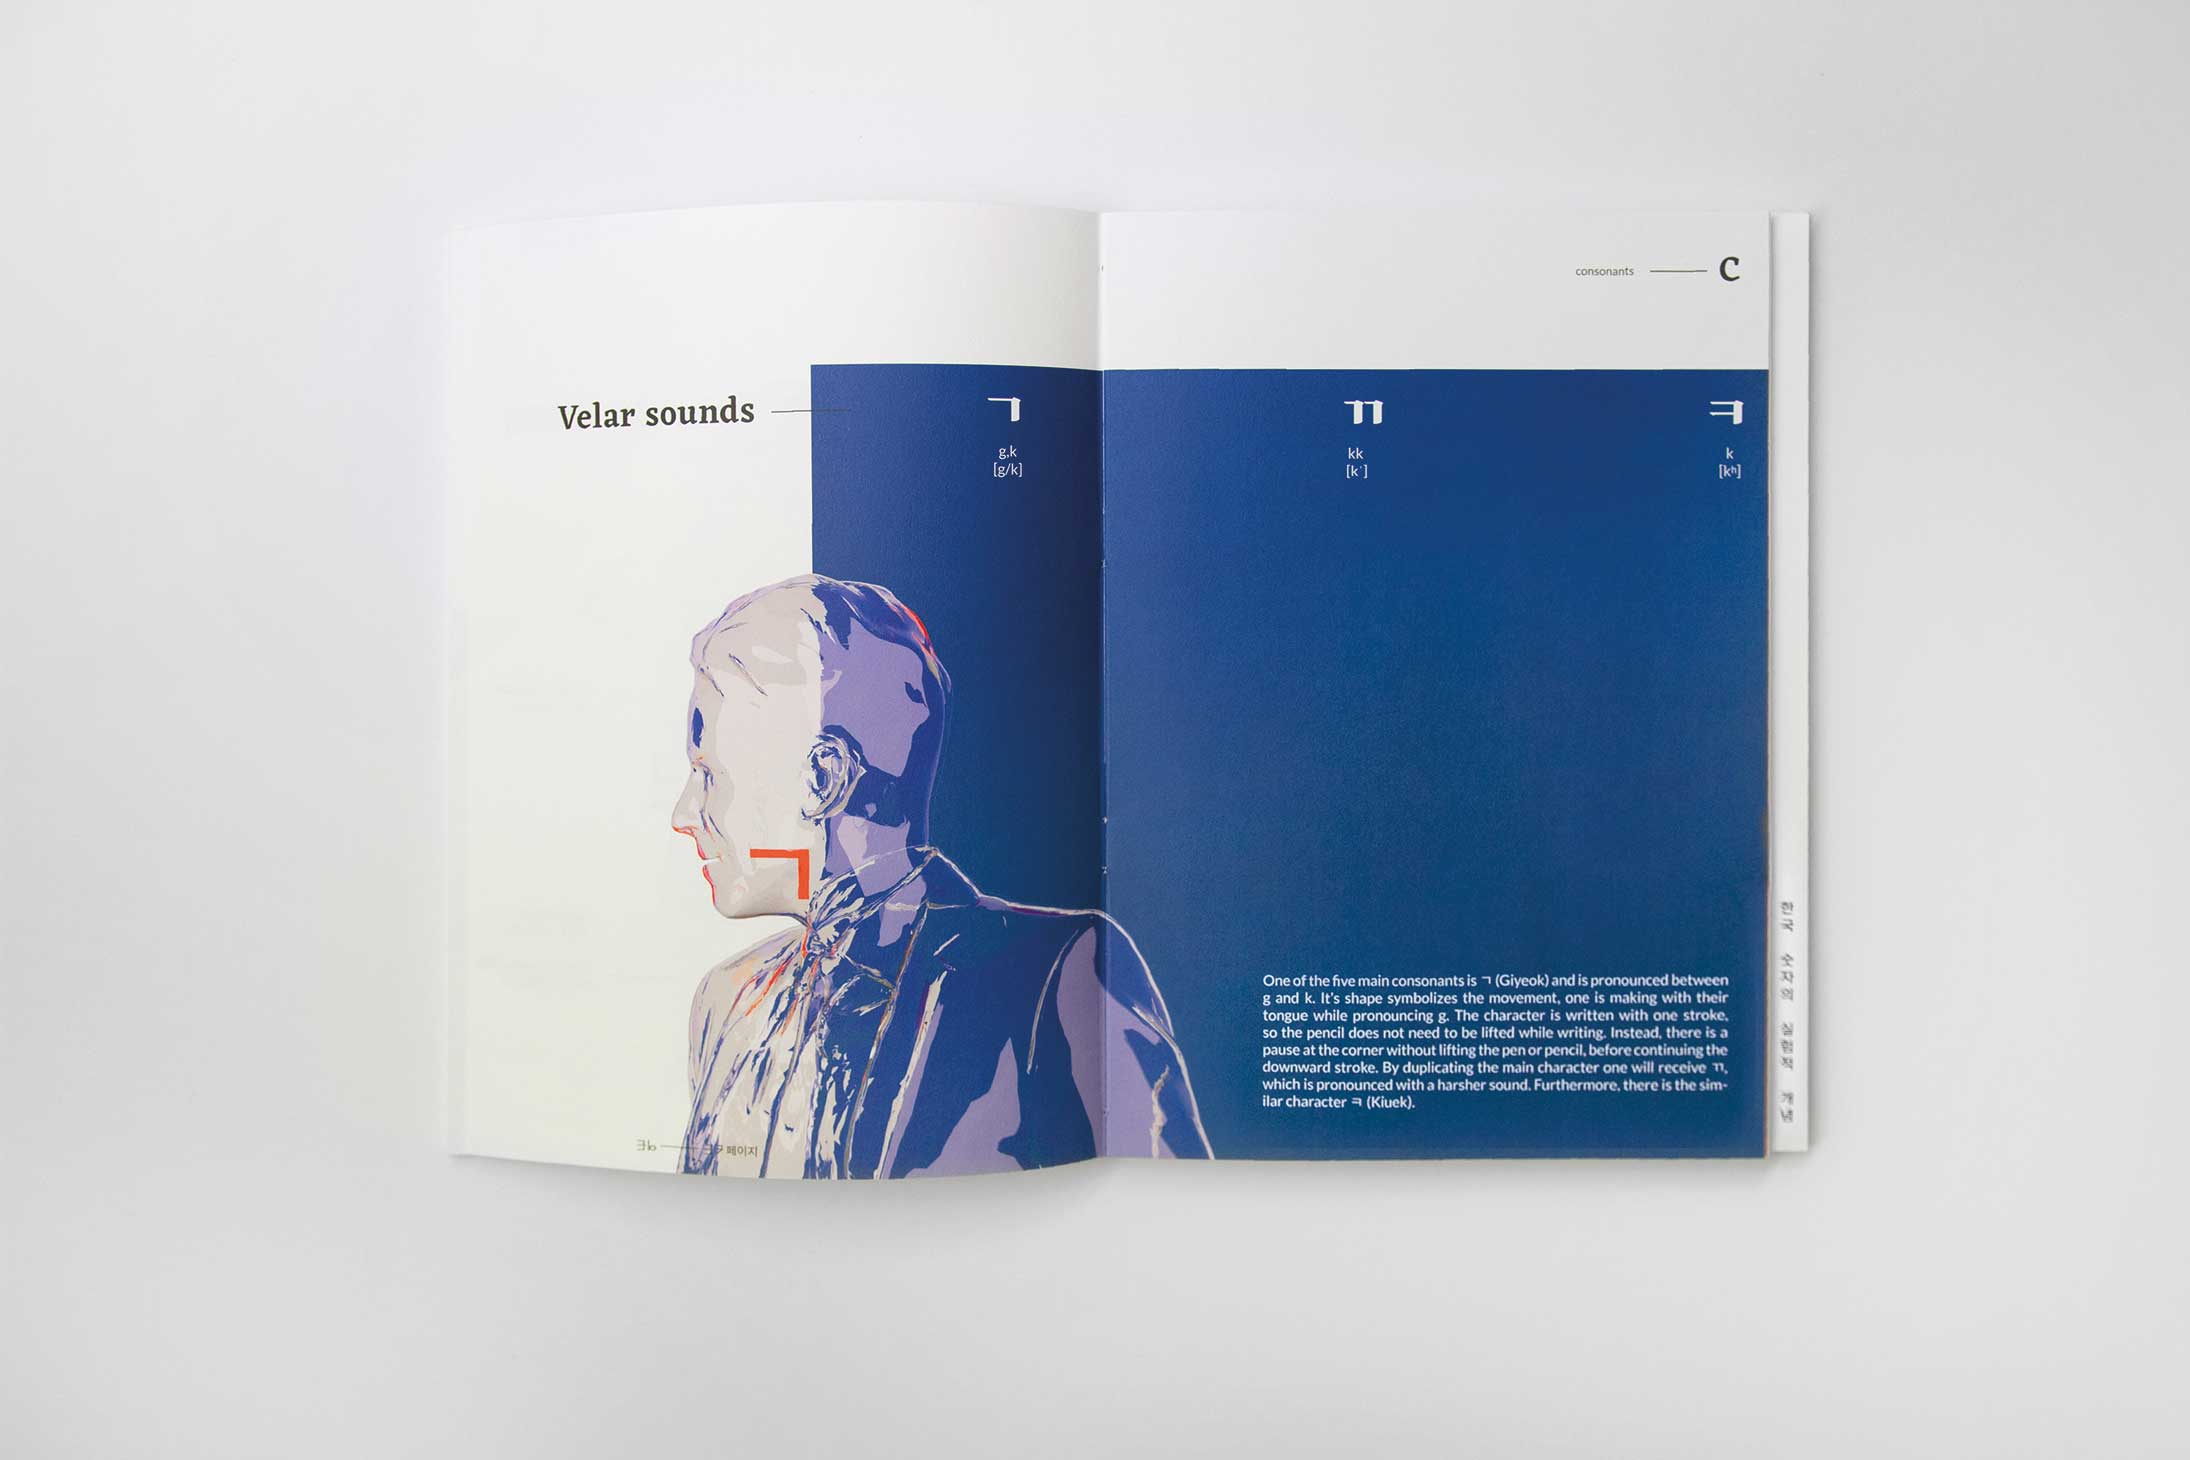 consonants C
Velar sounds
ㄱ
g,k
[g/k]
ㄲ
kk
[k˙]
ㅋ
k
[kʰ]
One of the five main consonants is ㄱ (Giyeok) and is pronounced between
g and k. It's shape symbolizes the movement, one is making with their
tongue while pronouncing g. The character is written with one stroke,
so the pencil does not need to be lifted while writing. Instead, there is a
pause at the corner without lifting the pen or pencil, before continuing the
downward stroke. By duplicating the main character one will receive ㄲ,
which is pronounced with a harsher sound. Furthermore, there is the sim-
ilar character ㅋ (Kiuek).
ㄱ
페이지
한국 숫자의 실험적 개념